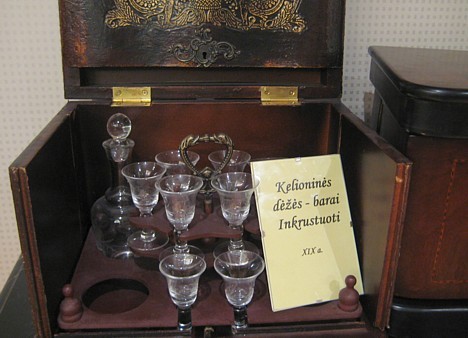 Kelioninės
dėžės - barai
Inkrustuoti
XIX a.